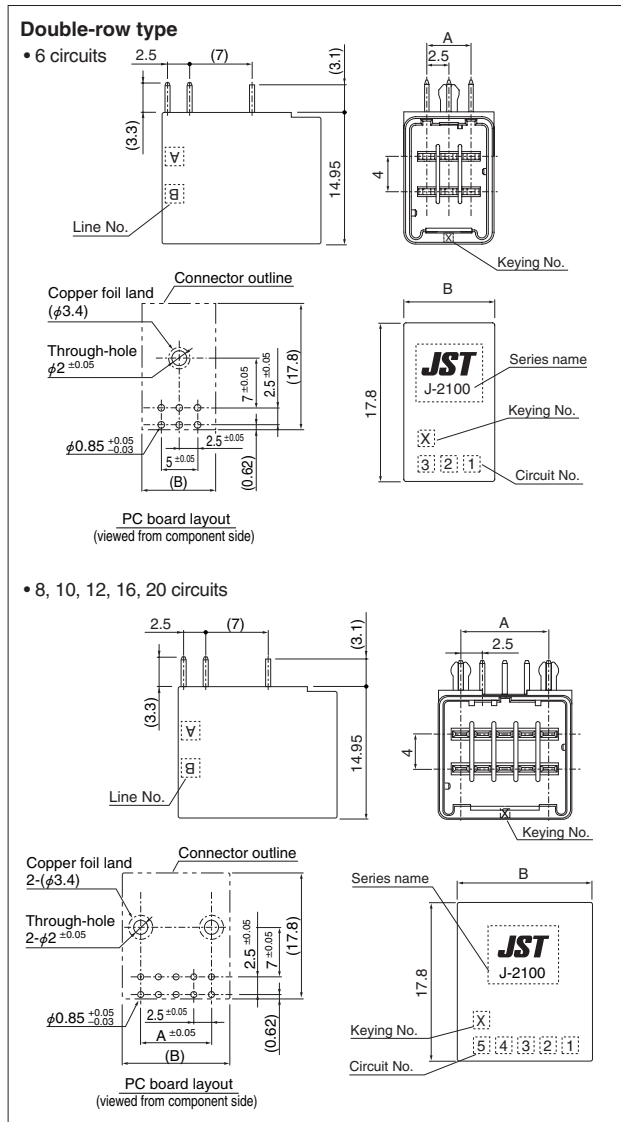 Double-row type
• 6 circuits
2.5
(7)
(3.1)
(3.3)
14.95
A
B
Line No.
A
2.5
4
X
Keying No.
Connector outline
Copper foil land
(φ3.4)
Through-hole
φ2 ±0.05
7 ±0.05
2.5 ±0.05
(17.8)
φ0.85 +0.05 -0.03
2.5 ±0.05
5 ±0.05
(0.62)
(B)
PC board layout
(viewed from component side)
B
17.8
JST
J-2100
Series name
X
Keying No.
3 2 1
Circuit No.
• 8, 10, 12, 16, 20 circuits
2.5
(7)
(3.1)
(3.3)
14.95
A
B
Line No.
A
2.5
4
X
Keying No.
Connector outline
Copper foil land
2-(φ3.4)
Through-hole
2-φ2 ±0.05
2.5 ±0.05
7 ±0.05
(17.8)
φ0.85 +0.05 -0.03
2.5 ±0.05
A ±0.05
(0.62)
(B)
PC board layout
(viewed from component side)
Series name
B
17.8
JST
J-2100
Keying No.
X
5 4 3 2 1
Circuit No.